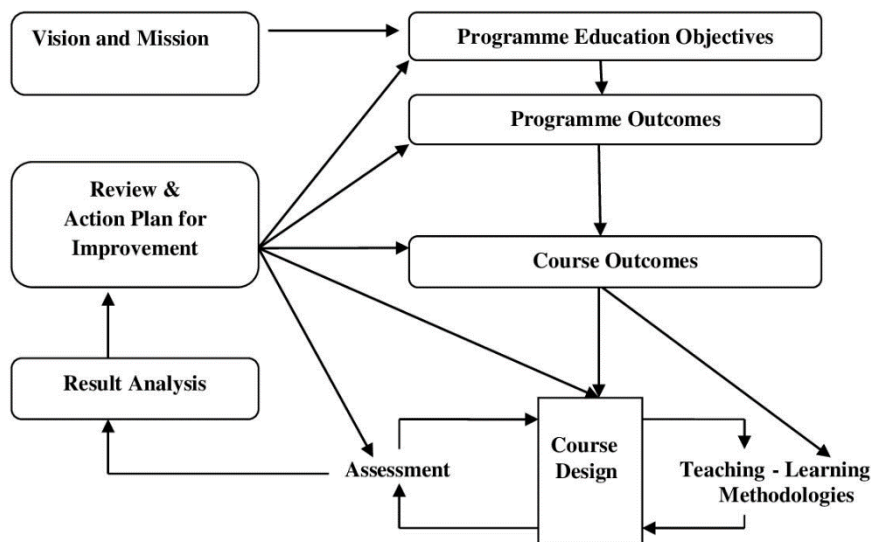 Vision and Mission
Programme Education Objectives
Programme Outcomes
Review &
Action Plan for
Improvement
Course Outcomes
Result Analysis
Assessment
Course
Design
Teaching - Learning
Methodologies